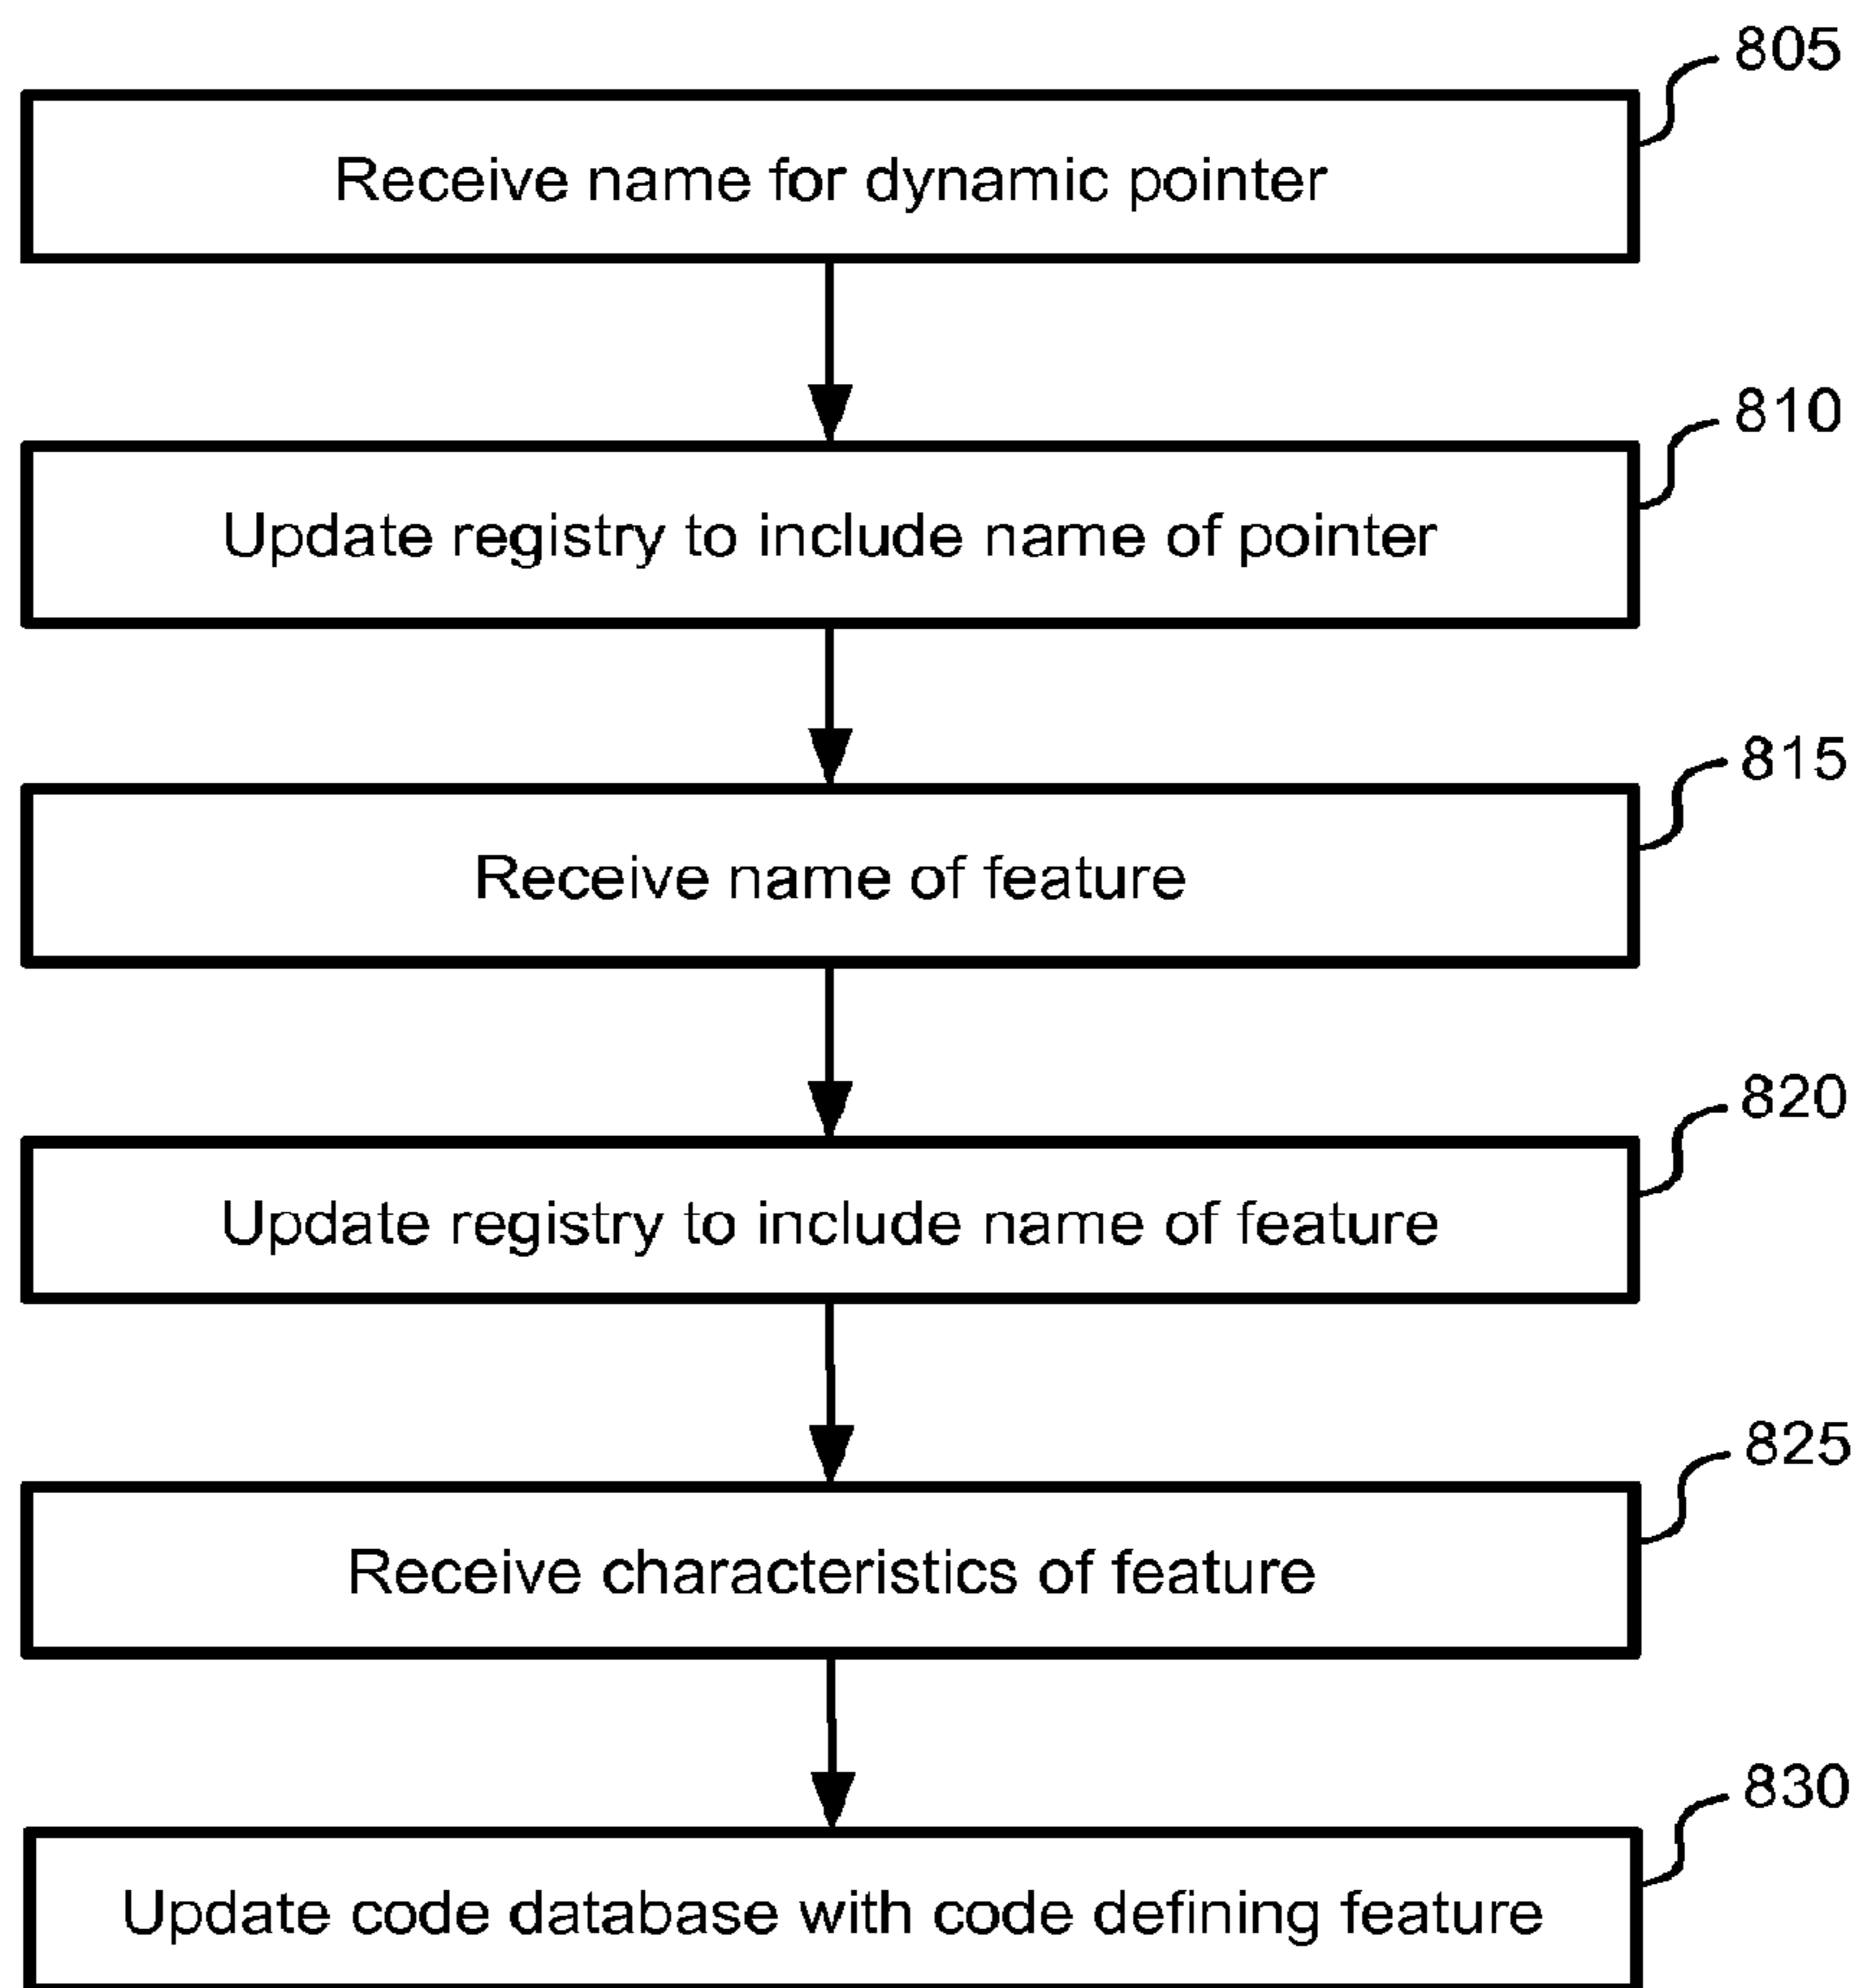 805
Receive name for dynamic pointer
810
Update registry to include name of pointer
815
Receive name of feature
820
Update registry to include name of feature
825
Receive characteristics of feature
830
Update code database with code defining feature